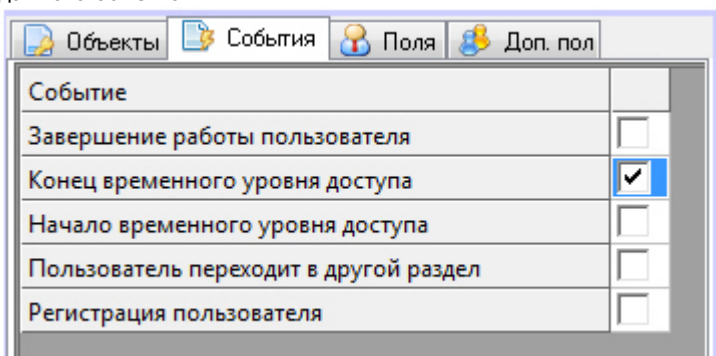 Объекты События Поля Доп. пол
Событие
Завершение работы пользователя
Конец временного уровня доступа
Начало временного уровня доступа
Пользователь переходит в другой раздел
Регистрация пользователя